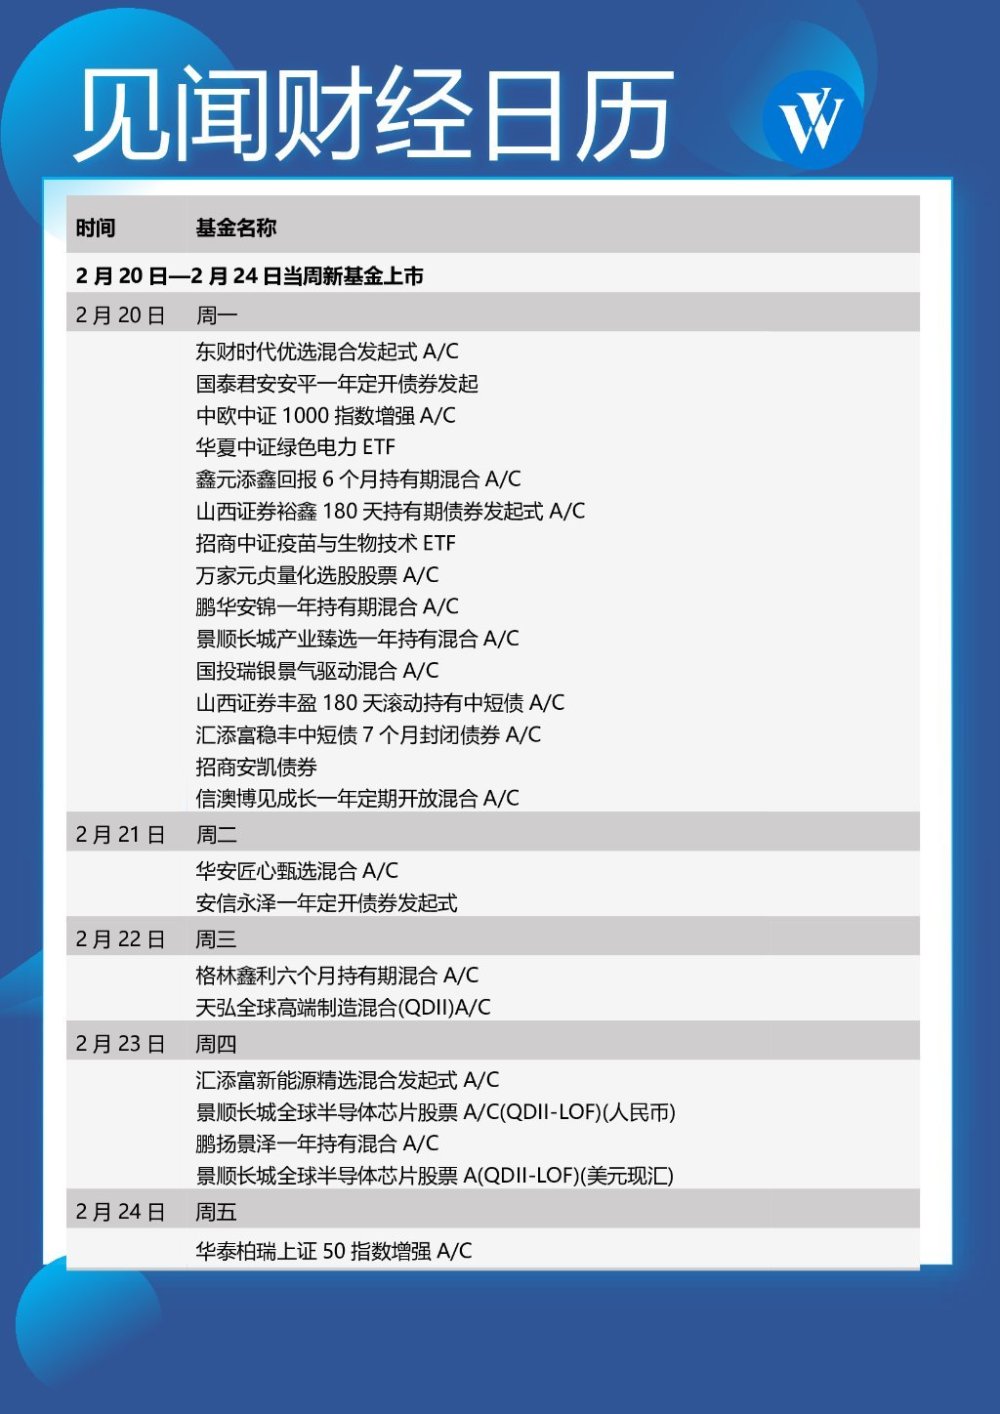 见闻财经日历
时间 基金名称
2 月 20 日—2 月 24 日当周新基金上市
2 月 20 日 周一
东财时代优选混合发起式 A/C
国泰君安安平一年定开债券发起
中欧中证 1000 指数增强 A/C
华夏中证绿色电力 ETF
鑫元添鑫回报 6 个月持有期混合 A/C
山西证券裕鑫 180 天持有期债券发起式 A/C
招商中证疫苗与生物技术 ETF
万家元贞量化选股股票 A/C
鹏华安锦一年持有期混合 A/C
景顺长城产业臻选一年持有混合 A/C
国投瑞银景气驱动混合 A/C
山西证券丰盈 180 天滚动持有中短债 A/C
汇添富稳丰中短债 7 个月封闭债券 A/C
招商安凯债券
信澳博见成长一年定期开放混合 A/C
2 月 21 日 周二
华安匠心甄选混合 A/C
安信永泽一年定开债券发起式
2 月 22 日 周三
格林鑫利六个月持有期混合 A/C
天弘全球高端制造混合(QDII)A/C
2 月 23 日 周四
汇添富新能源精选混合发起式 A/C
景顺长城全球半导体芯片股票 A/C(QDII-LOF)(人民币)
鹏扬景泽一年持有混合 A/C
景顺长城全球半导体芯片股票 A(QDII-LOF)(美元现汇)
2 月 24 日 周五
华泰柏瑞上证 50 指数增强 A/C